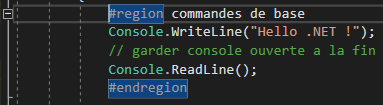 #region commandes de base
Console.WriteLine("Hello .NET !");
// garder console ouverte a la fin
Console.ReadLine();
#endregion